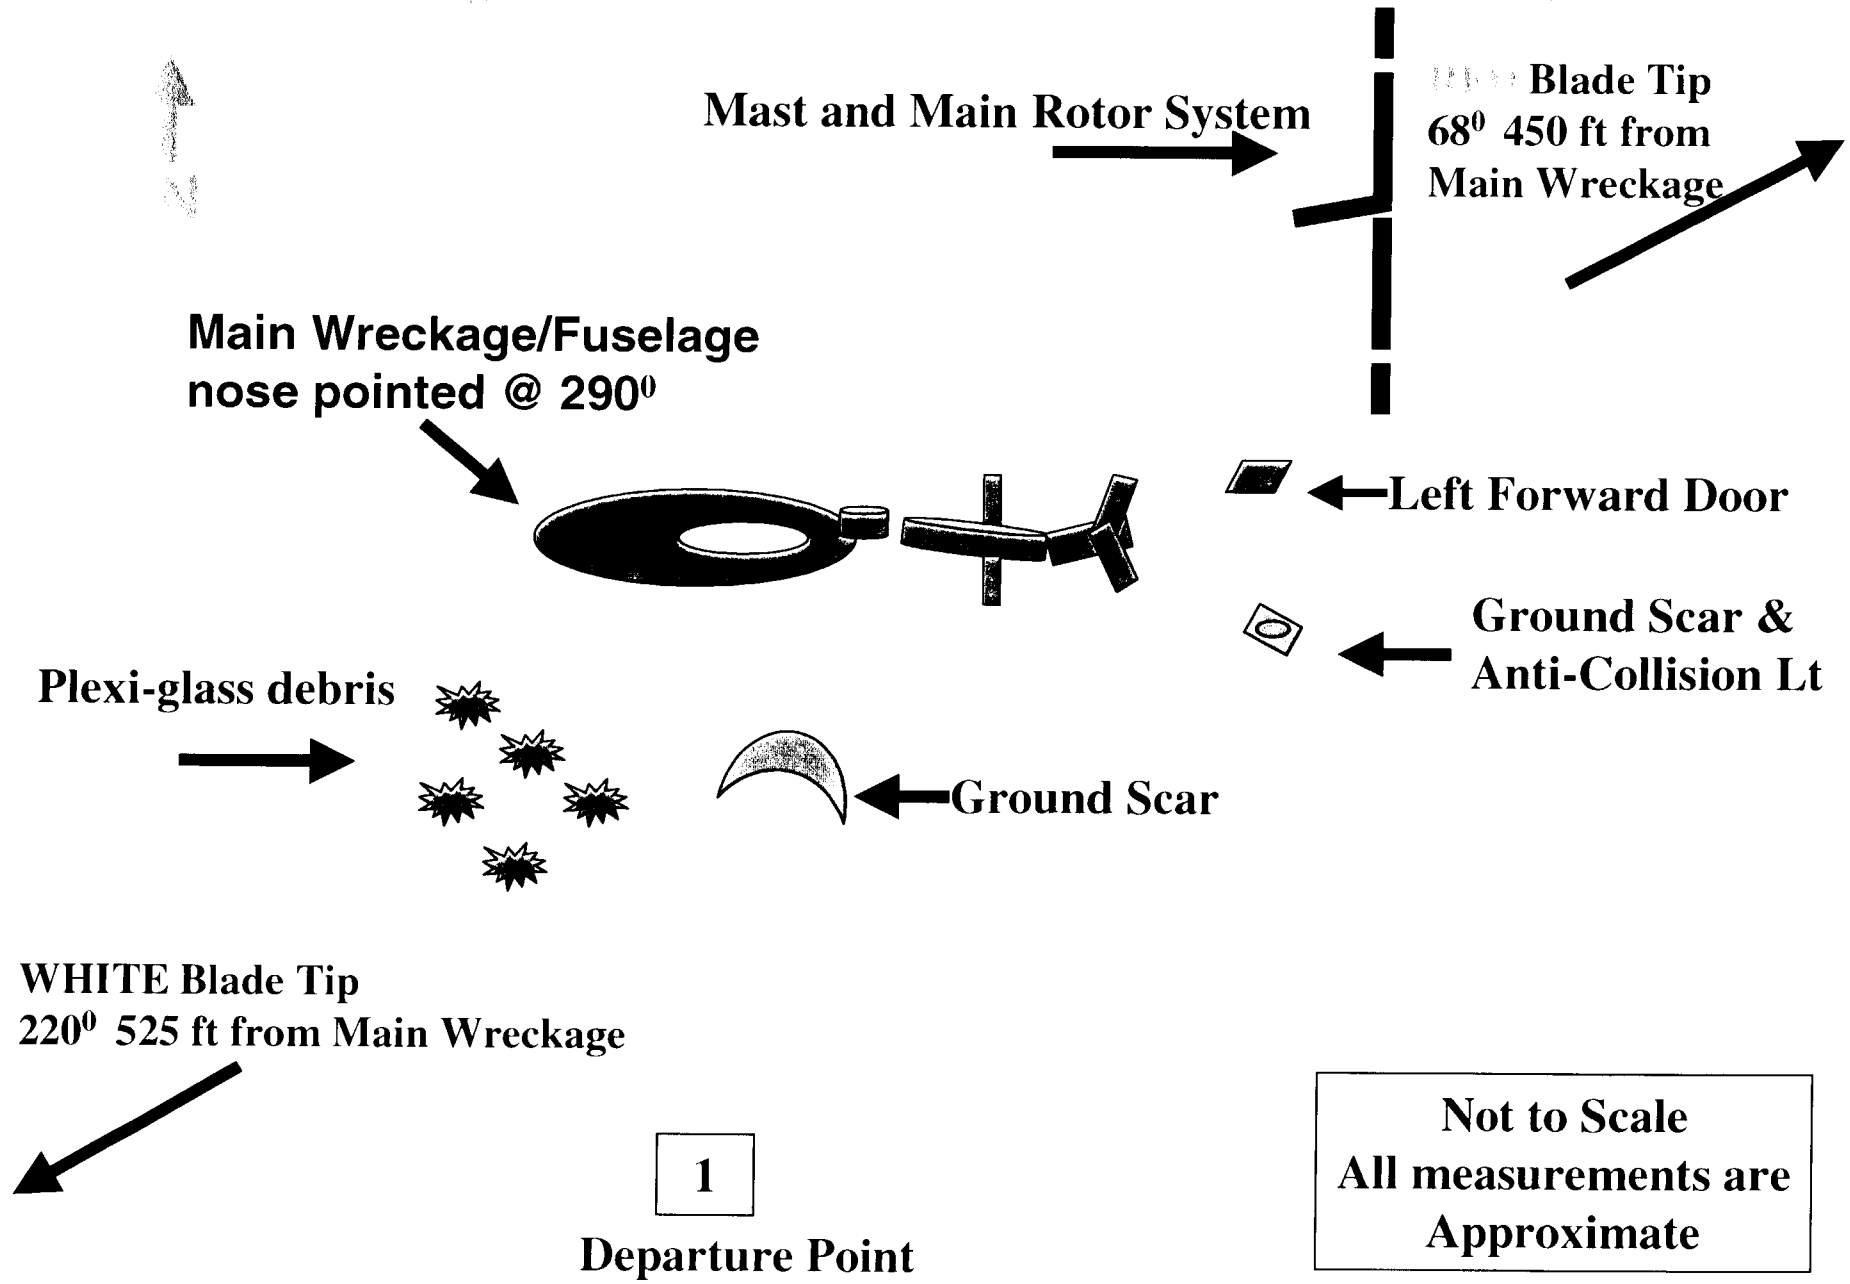 Mast and Main Rotor System
Blade Tip
68⁰ 450 ft from
Main Wreckage
N
Main Wreckage/Fuselage
nose pointed @ 290⁰
Left Forward Door
Ground Scar &
Anti-Collision Lt
Plexi-glass debris
Ground Scar
WHITE Blade Tip
220⁰ 525 ft from Main Wreckage
1
Departure Point
Not to Scale
All measurements are
Approximate